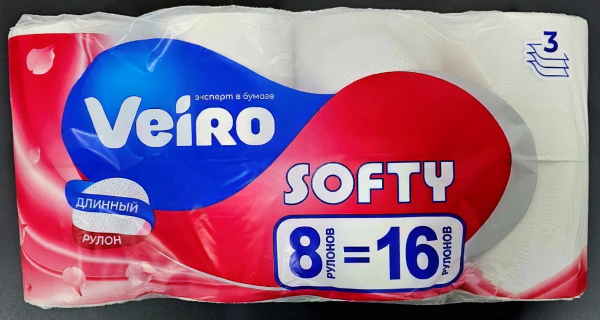 3
эксперт в бумаге
Veiro
SOFTY
ДЛИННЫЙ
РУЛОН
8 РУЛОНОВ = 16 РУЛОНОВ